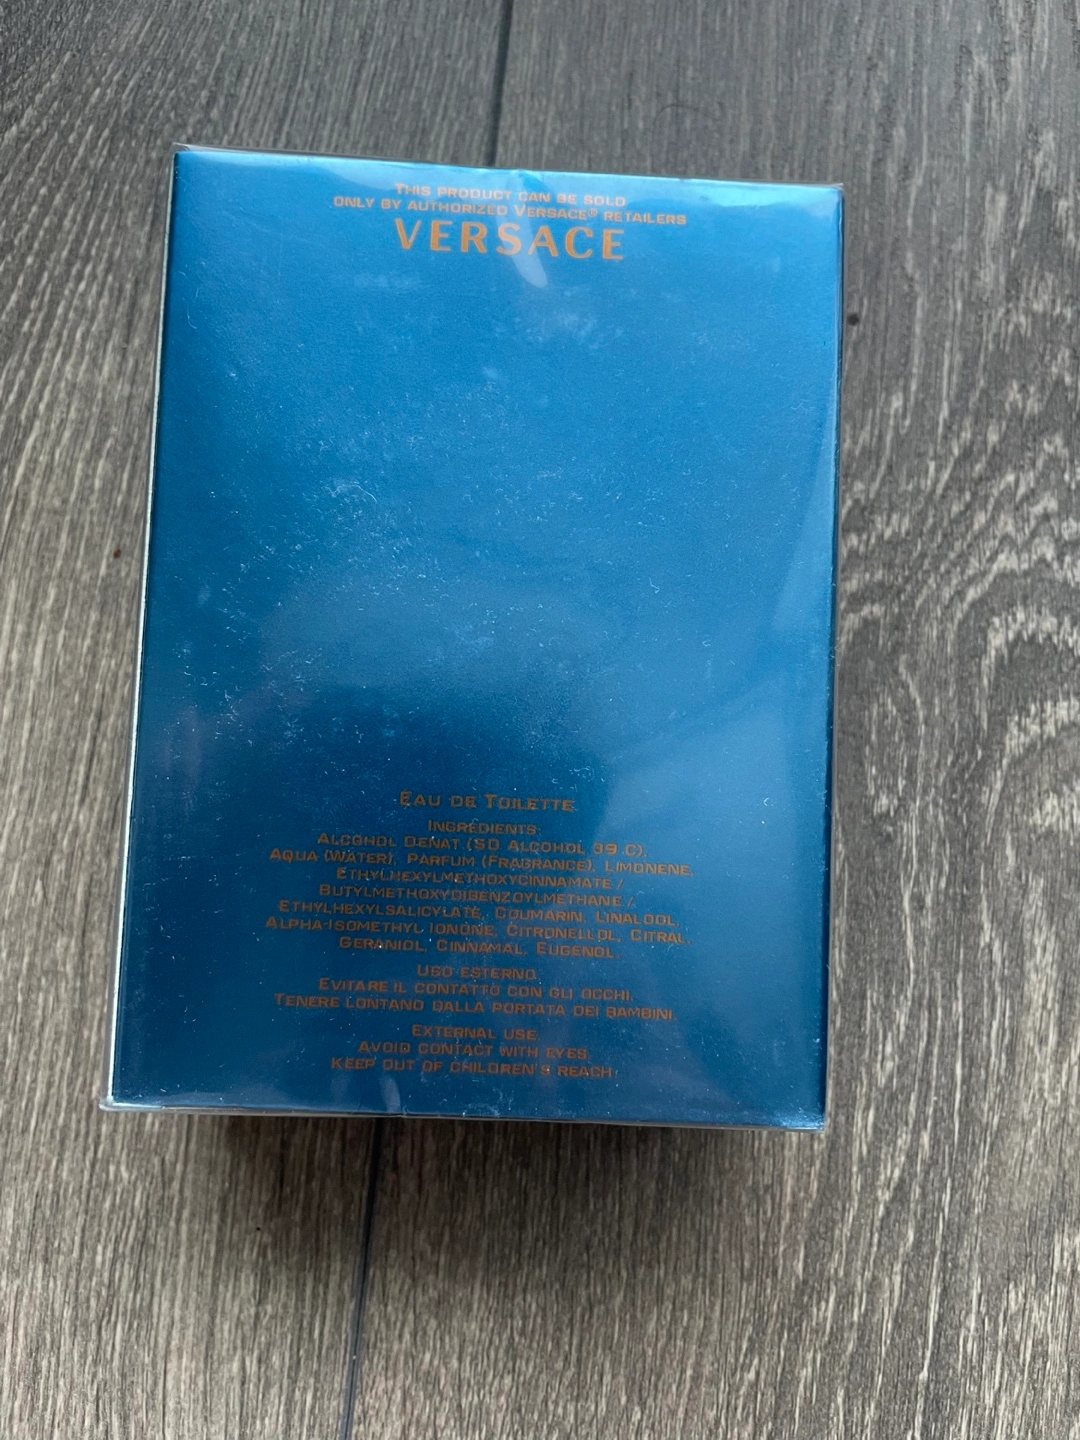 This product can be sold
only by authorized Versace® retailers
VERSACE
Eau de Toilette
Ingredients:
Alcohol Denat (SD Alcohol 39 C),
Aqua (Water), Parfum (Fragrance), Limonene,
Ethylhexylmethoxycinnamate /
Butylmethoxydibenzoylmethane /
Ethylhexylsalicylate, Coumarin, Linalool,
Alpha-Isomethyl Ionone, Citronellol, Citral,
Geraniol, Cinnamal, Eugenol.
Uso esterno.
Evitare il contatto con gli occhi.
Tenere lontano dalla portata dei bambini.
External use.
Avoid contact with eyes.
Keep out of children's reach.